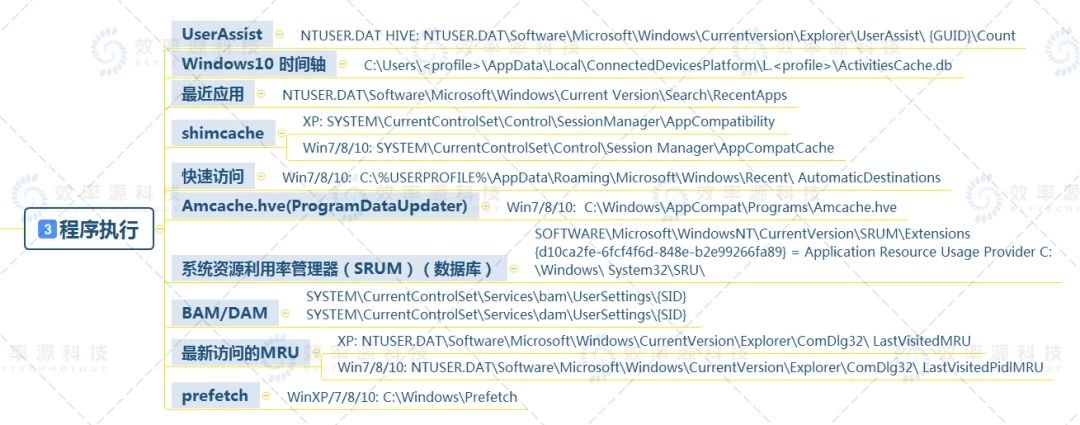 3 程序执行
UserAssist
NTUSER.DAT HIVE: NTUSER.DAT\Software\Microsoft\Windows\Currentversion\Explorer\UserAssist\ {GUID}\Count
Windows10 时间轴
C:\Users\<profile>\AppData\Local\ConnectedDevicesPlatform\L.<profile>\ActivitiesCache.db
最近应用
NTUSER.DAT\Software\Microsoft\Windows\Current Version\Search\RecentApps
shimcache
XP: SYSTEM\CurrentControlSet\Control\SessionManager\AppCompatibility
Win7/8/10: SYSTEM\CurrentControlSet\Control\Session Manager\AppCompatCache
快速访问
Win7/8/10: C:\%USERPROFILE%\AppData\Roaming\Microsoft\Windows\Recent\ AutomaticDestinations
Amcache.hve(ProgramDataUpdater)
Win7/8/10: C:\Windows\AppCompat\Programs\Amcache.hve
系统资源利用率管理器（SRUM）（数据库）
SOFTWARE\Microsoft\WindowsNT\CurrentVersion\SRUM\Extensions
{d10ca2fe-6fcf4f6d-848e-b2e99266fa89} = Application Resource Usage Provider C:
\Windows\ System32\SRU\
BAM/DAM
SYSTEM\CurrentControlSet\Services\bam\UserSettings\{SID}
SYSTEM\CurrentControlSet\Services\dam\UserSettings\{SID}
最新访问的MRU
XP: NTUSER.DAT\Software\Microsoft\Windows\CurrentVersion\Explorer\ComDlg32\ LastVisitedMRU
Win7/8/10: NTUSER.DAT\Software\Microsoft\Windows\CurrentVersion\Explorer\ComDlg32\ LastVisitedPidlMRU
prefetch
WinXP/7/8/10: C:\Windows\Prefetch
效率源科技
XLYTECHNOLOGY